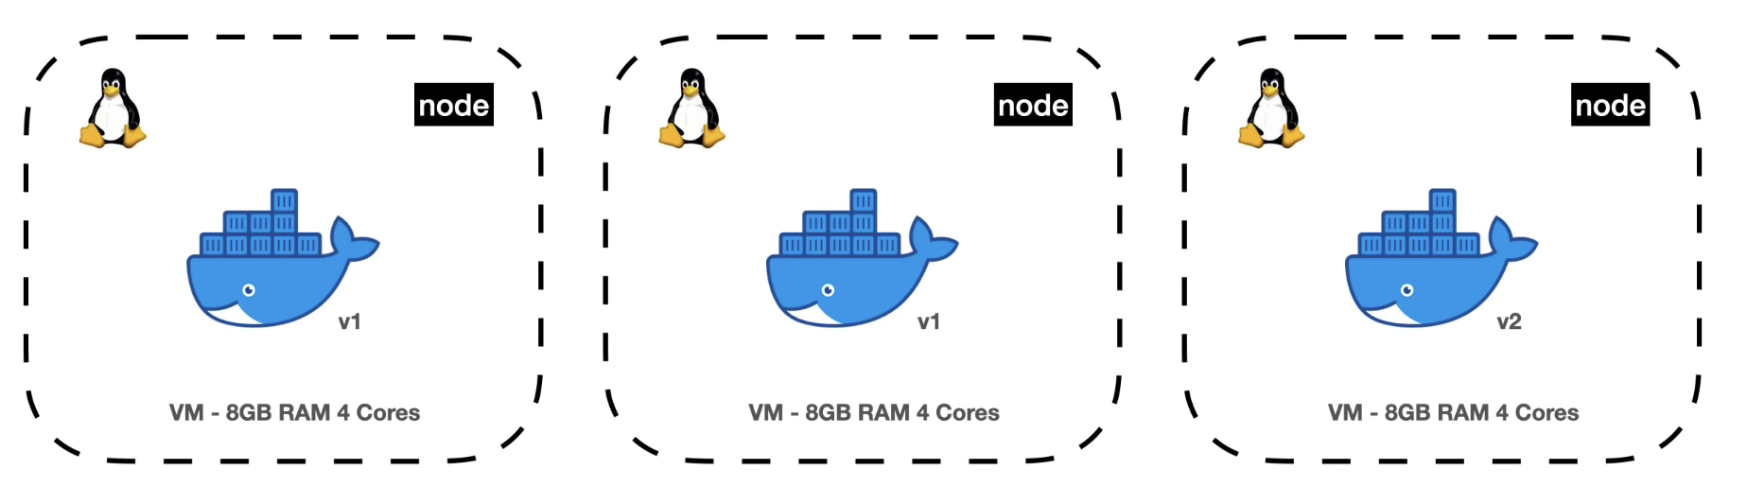 node
v1
VM - 8GB RAM 4 Cores
node
v1
VM - 8GB RAM 4 Cores
node
v2
VM - 8GB RAM 4 Cores